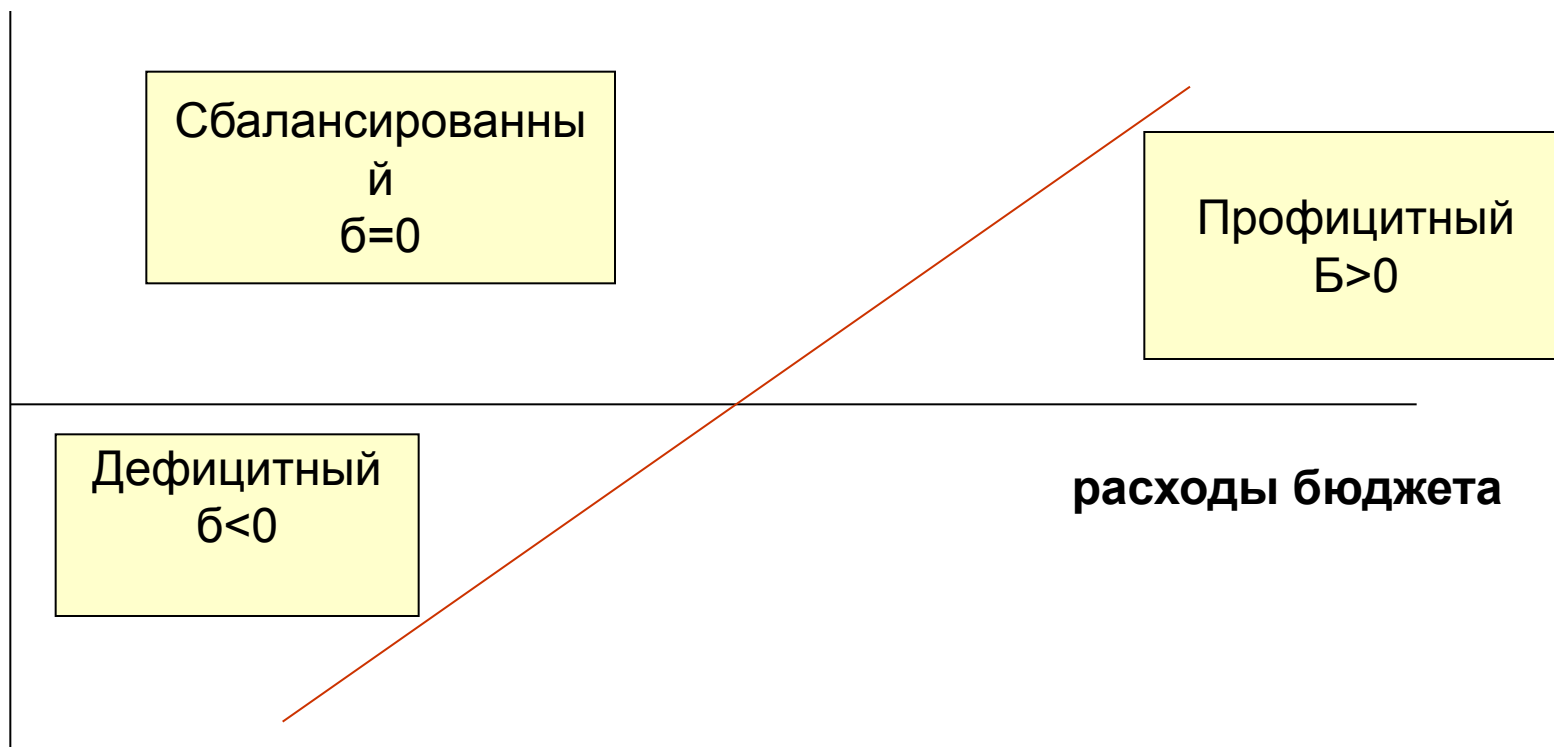 Сбалансированны
й
б=0
Профицитный
Б>0
Дефицитный
б<0
расходы бюджета